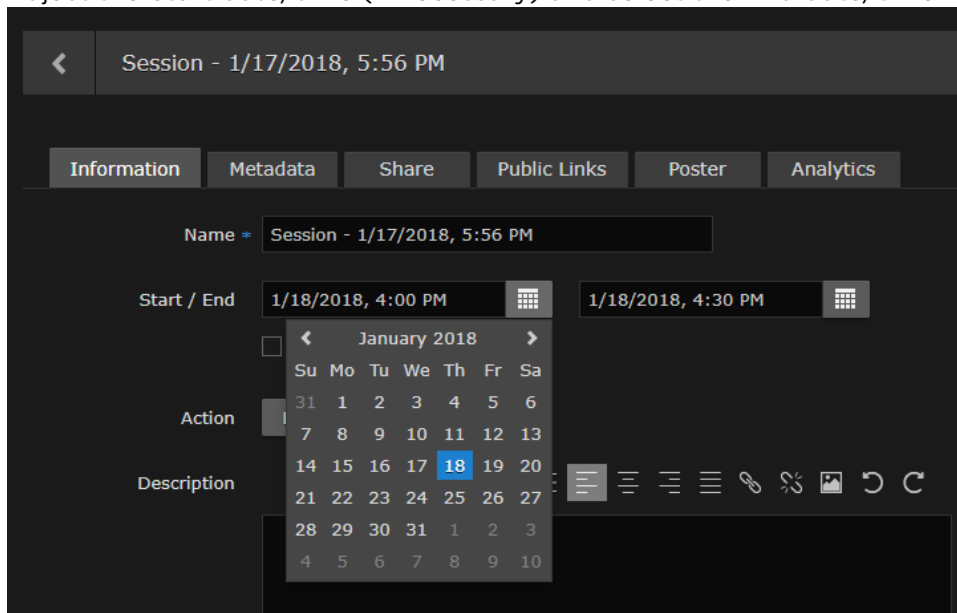 Session - 1/17/2018, 5:56 PM
Information Metadata Share Public Links Poster Analytics
Name * Session - 1/17/2018, 5:56 PM
Start / End 1/18/2018, 4:00 PM 1/18/2018, 4:30 PM
January 2018
Su Mo Tu We Th Fr Sa
31 1 2 3 4 5 6
Action
7 8 9 10 11 12 13
14 15 16 17 18 19 20
Description
21 22 23 24 25 26 27
28 29 30 31 1 2 3
4 5 6 7 8 9 10